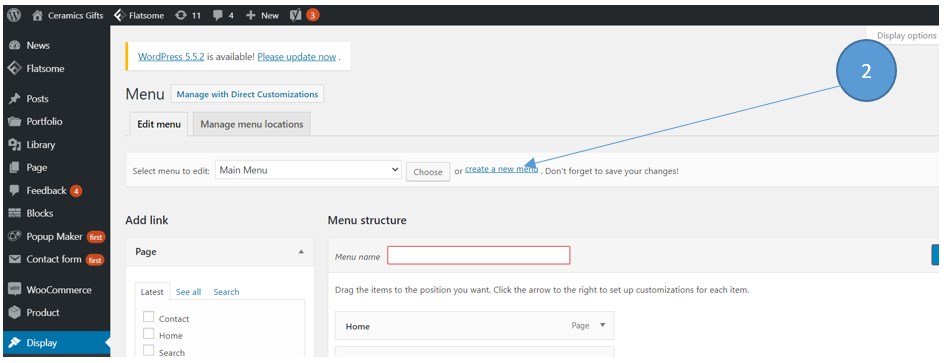 Ceramics Gifts Flatsome 11 4 + New 3
Display options
News
Flatsome
Posts
Portfolio
Library
Page
Feedback 4
Blocks
Popup Maker first
Contact form first
WooCommerce
Product
Display
WordPress 5.5.2 is available! Please update now .
2
Menu Manage with Direct Customizations
Edit menu Manage menu locations
Select menu to edit: Main Menu Choose or create a new menu . Don't forget to save your changes!
Add link
Page
Latest See all Search
Contact
Home
Search
Menu structure
Menu name
Drag the items to the position you want. Click the arrow to the right to set up customizations for each item.
Home Page